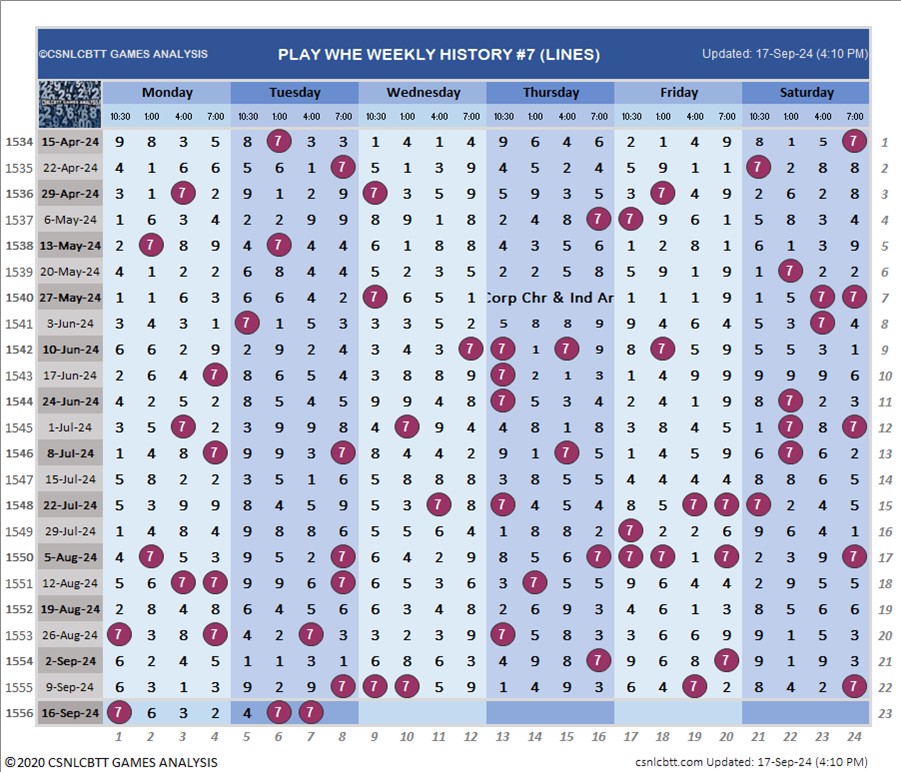 ©CSNLCBTT GAMES ANALYSIS PLAY WHE WEEKLY HISTORY #7 (LINES) Updated: 17-Sep-24 (4:10 PM)
CSNLCBTT GAMES ANALYSIS Monday Tuesday Wednesday Thursday Friday Saturday
10:30 1:00 4:00 7:00 10:30 1:00 4:00 7:00 10:30 1:00 4:00 7:00 10:30 1:00 4:00 7:00 10:30 1:00 4:00 7:00 10:30 1:00 4:00 7:00
1534 15-Apr-24 9 8 3 5 8 7 3 3 1 4 1 4 9 6 4 6 2 1 4 9 8 1 5 7 1
1535 22-Apr-24 4 1 6 6 5 6 1 7 5 1 3 9 4 5 2 4 5 9 1 1 7 2 8 8 2
1536 29-Apr-24 3 1 7 2 9 1 2 9 7 3 5 9 5 9 3 5 3 7 4 9 2 6 2 8 3
1537 6-May-24 1 6 3 4 2 2 9 9 8 9 1 8 2 4 8 7 7 9 6 1 5 8 3 4 4
1538 13-May-24 2 7 8 9 4 7 4 4 6 1 8 8 4 3 5 6 1 2 8 1 6 1 3 9 5
1539 20-May-24 4 1 2 2 6 8 4 4 5 2 3 5 2 2 5 8 5 9 1 9 1 7 2 2 6
1540 27-May-24 1 1 6 3 6 6 4 2 7 6 5 1 Corp Chr & Ind Ar 1 1 1 9 1 5 7 7 7
1541 3-Jun-24 3 4 3 1 7 1 5 3 3 3 5 2 5 8 8 9 9 4 6 4 5 3 7 4 8
1542 10-Jun-24 6 6 2 9 2 9 2 4 3 4 3 7 7 1 7 9 8 7 5 9 5 5 3 1 9
1543 17-Jun-24 2 6 4 7 8 6 5 4 3 8 8 9 7 2 1 3 1 4 9 9 9 9 9 6 10
1544 24-Jun-24 4 2 5 2 8 5 4 5 9 9 4 8 7 5 3 4 2 4 1 9 8 7 2 3 11
1545 1-Jul-24 3 5 7 2 3 9 9 8 4 7 9 4 4 8 1 8 3 8 4 5 1 7 8 7 12
1546 8-Jul-24 1 4 8 7 9 9 3 7 8 4 4 2 9 1 7 5 1 4 5 9 6 7 6 2 13
1547 15-Jul-24 5 8 2 2 3 5 1 6 5 1 8 8 3 8 5 5 4 4 4 4 8 8 6 5 14
1548 22-Jul-24 5 3 9 9 8 4 5 9 5 3 7 8 7 4 5 4 3 8 7 7 7 2 4 5 15
1549 29-Jul-24 1 4 8 4 9 8 8 6 5 5 6 4 1 8 8 2 7 2 2 6 9 6 4 1 16
1550 5-Aug-24 4 7 5 3 9 5 2 7 6 4 2 9 8 5 6 7 7 7 1 7 2 3 9 7 17
1551 12-Aug-24 5 6 7 7 9 9 6 7 6 5 3 6 3 7 5 5 9 6 4 4 2 9 5 5 18
1552 19-Aug-24 2 8 4 8 6 4 5 6 6 3 4 8 2 6 9 3 4 6 1 3 8 5 6 6 19
1553 26-Aug-24 7 3 8 7 4 2 7 3 3 2 3 9 7 5 8 3 3 6 6 9 9 1 5 3 20
1554 2-Sep-24 6 2 4 5 1 1 3 1 6 8 6 3 4 9 8 7 9 6 8 7 9 1 9 3 21
1555 9-Sep-24 6 3 1 3 9 2 9 7 7 7 5 9 1 4 9 3 6 4 7 2 8 4 2 7 22
1556 16-Sep-24 7 6 3 2 4 7 7 23
1 2 3 4 5 6 7 8 9 10 11 12 13 14 15 16 17 18 19 20 21 22 23 24
©2020 CSNLCBTT GAMES ANALYSIS csnlcbtt.com Updated: 17-Sep-24 (4:10 PM)